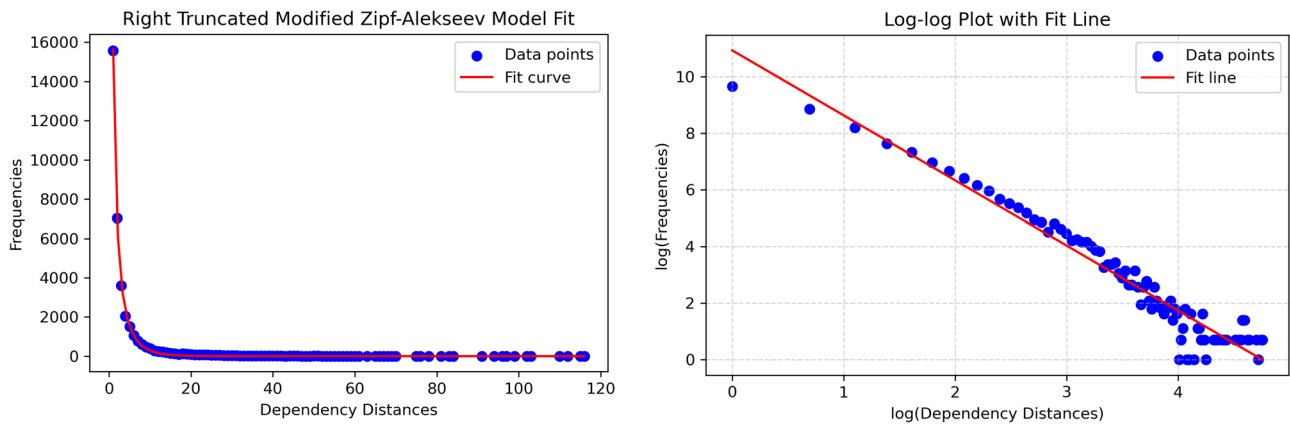 Right Truncated Modified Zipf-Alekseev Model Fit
16000
14000
12000
10000
8000
6000
4000
2000
0
Frequencies
0 20 40 60 80 100 120
Dependency Distances
Data points
Fit curve
Log-log Plot with Fit Line
10
8
6
4
2
0
log(Frequencies)
0 1 2 3 4
log(Dependency Distances)
Data points
Fit line